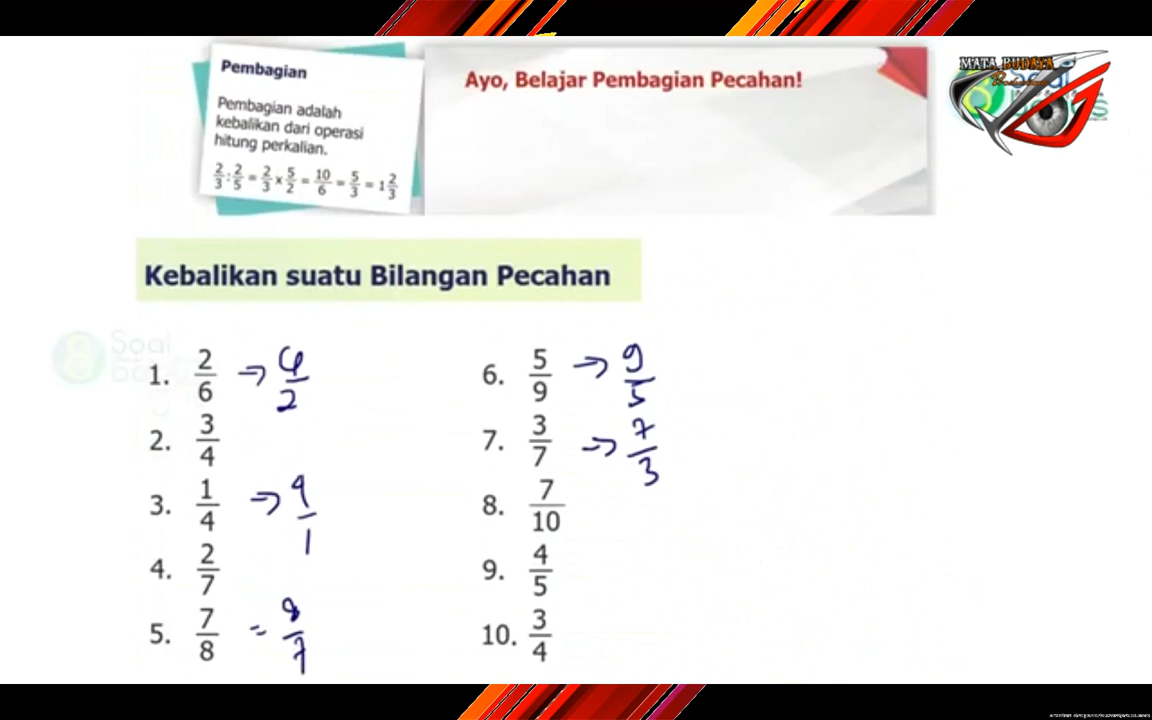 Pembagian
Pembagian adalah
kebalikan dari operasi
hitung perkalian.
2/3 : 2/5 = 2/3 x 5/2 = 10/6 = 5/3 = 1 2/3
Ayo, Belajar Pembagian Pecahan!
MATA BUDAYA
Soal
Kebalikan suatu Bilangan Pecahan
Soal
1. 2/6 → 6/2
2. 3/4
3. 1/4 → 4/1
4. 2/7
5. 7/8 = 8/7
6. 5/9 → 9/5
7. 3/7 → 7/3
8. 7/10
9. 4/5
10. 3/4